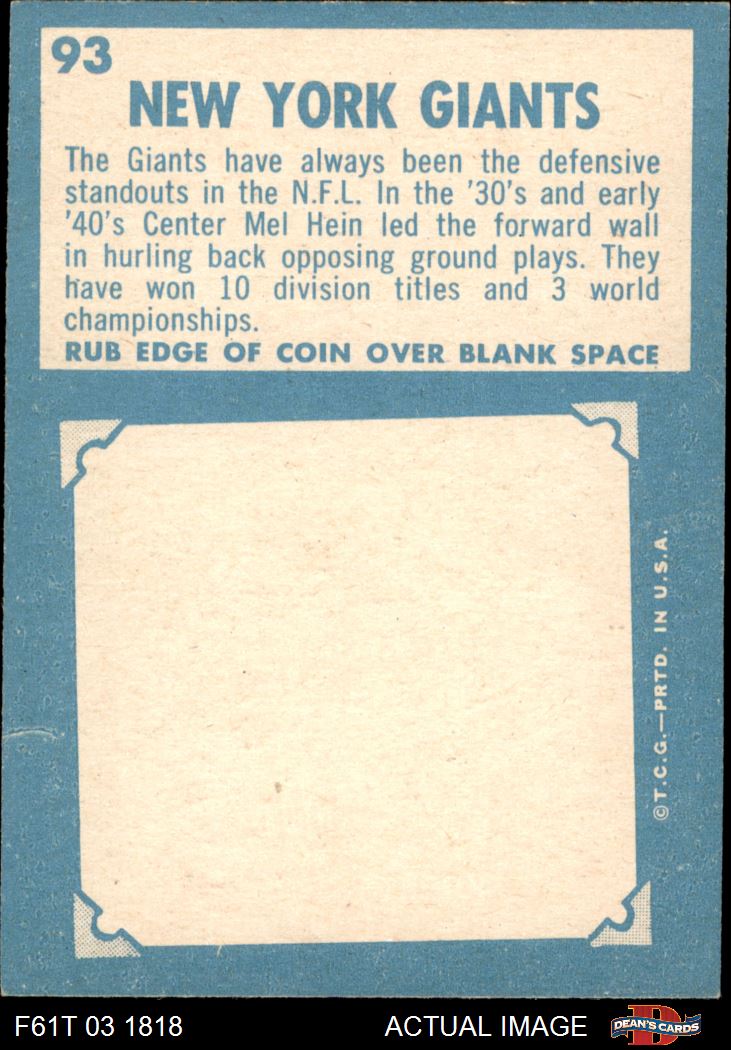 93
NEW YORK GIANTS
The Giants have always been the defensive
standouts in the N.F.L. In the '30's and early
'40's Center Mel Hein led the forward wall
in hurling back opposing ground plays. They
have won 10 division titles and 3 world
championships.
RUB EDGE OF COIN OVER BLANK SPACE
©T.C.G.—PRTD. IN U.S.A.
F61T 03 1818
ACTUAL IMAGE
D
DEAN'S CARDS